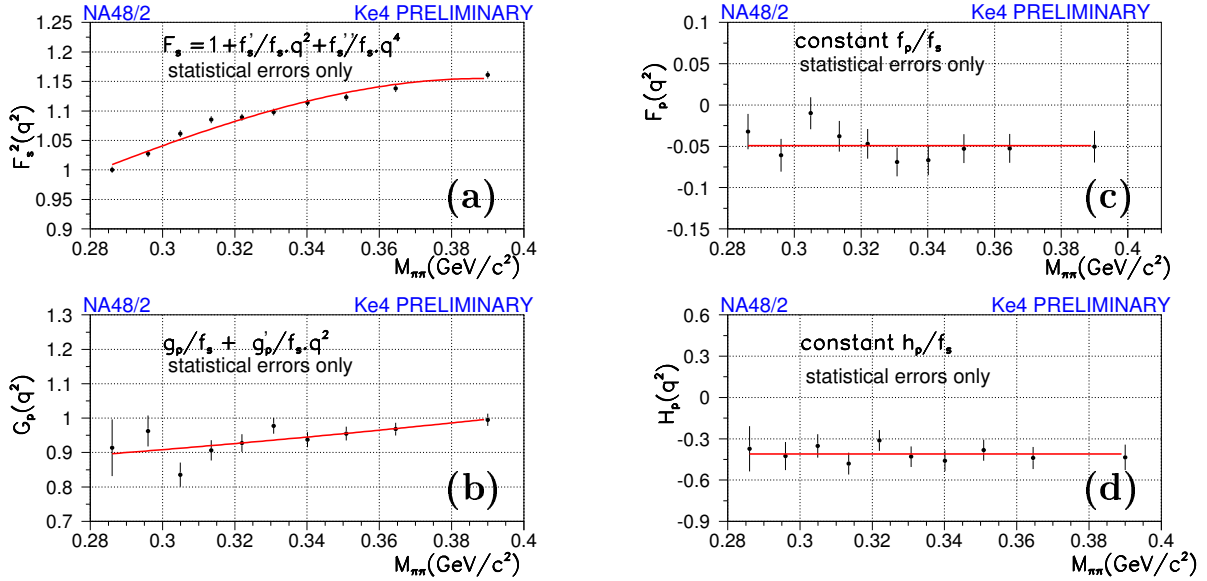 NA48/2 Ke4 PRELIMINARY
1.25
1.2
1.15
1.1
1.05
1
0.95
0.9
F_s^2(q^2)
F_s = 1+f_s'/f_s.q^2+f_s''/f_s.q^4
statistical errors only
(a)
0.28 0.3 0.32 0.34 0.36 0.38 0.4
M_ππ(GeV/c^2)
NA48/2 Ke4 PRELIMINARY
0.1
0.05
0
-0.05
-0.1
-0.15
F_p(q^2)
constant f_p/f_s
statistical errors only
(c)
0.28 0.3 0.32 0.34 0.36 0.38 0.4
M_ππ(GeV/c^2)
NA48/2 Ke4 PRELIMINARY
1.3
1.2
1.1
1
0.9
0.8
0.7
G_p(q^2)
g_p/f_s + g_p'/f_s.q^2
statistical errors only
(b)
0.28 0.3 0.32 0.34 0.36 0.38 0.4
M_ππ(GeV/c^2)
NA48/2 Ke4 PRELIMINARY
0.6
0.3
0
-0.3
-0.6
-0.9
H_p(q^2)
constant h_p/f_s
statistical errors only
(d)
0.28 0.3 0.32 0.34 0.36 0.38 0.4
M_ππ(GeV/c^2)